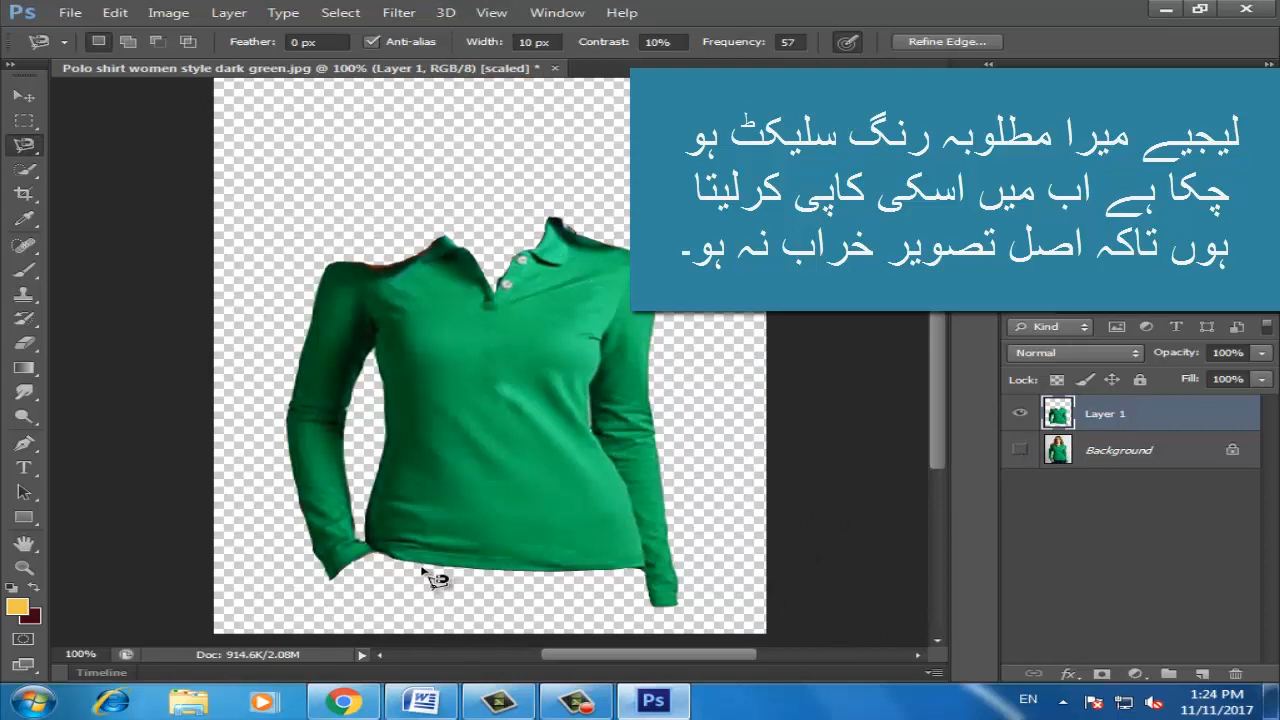 Ps File Edit Image Layer Type Select Filter 3D View Window Help
Feather: 0 px Anti-alias Width: 10 px Contrast: 10% Frequency: 57 Refine Edge...
Polo shirt women style dark green.jpg @ 100% (Layer 1, RGB/8) [scaled] *
لیجیے میرا مطلوبہ رنگ سلیکٹ ہو
چکا ہے اب میں اسکی کاپی کرلیتا
ہوں تاکہ اصل تصویر خراب نہ ہو۔
Kind
Normal Opacity: 100%
Lock: Fill: 100%
Layer 1
Background
100% Doc: 914.6K/2.08M
Timeline
EN
1:24 PM
11/11/2017